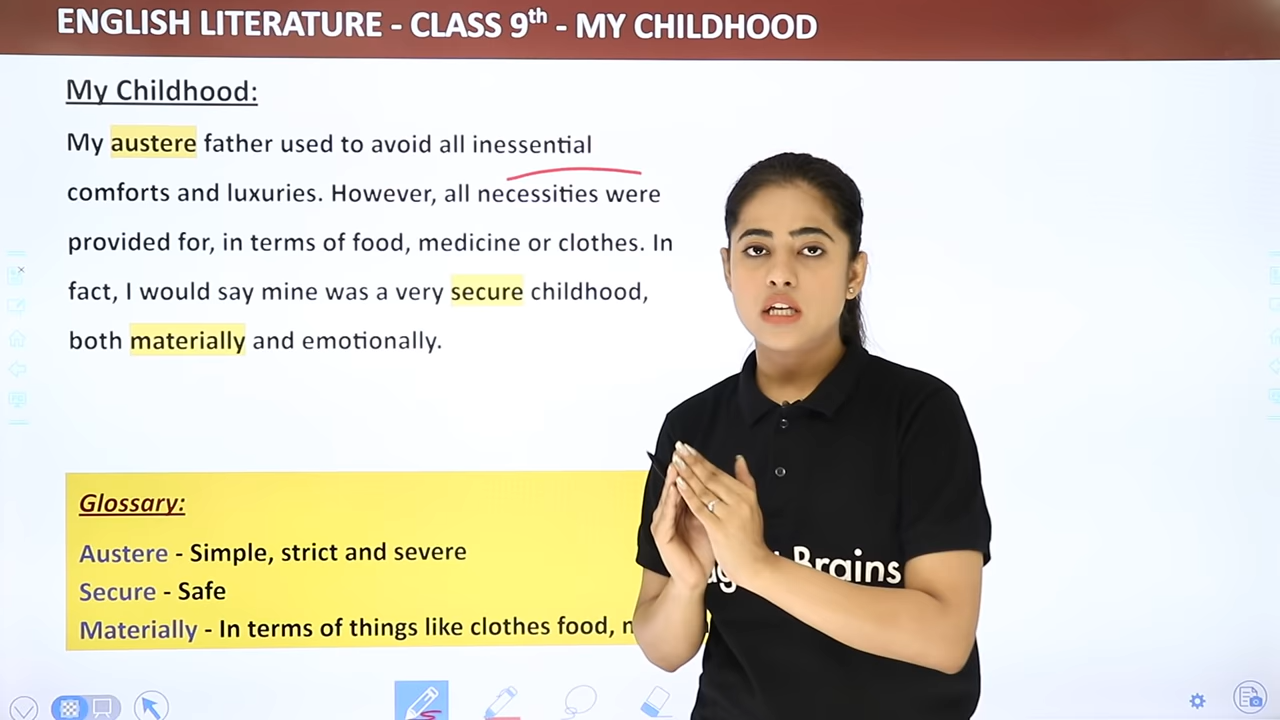 ENGLISH LITERATURE - CLASS 9th - MY CHILDHOOD
My Childhood:
My austere father used to avoid all inessential
comforts and luxuries. However, all necessities were
provided for, in terms of food, medicine or clothes. In
fact, I would say mine was a very secure childhood,
both materially and emotionally.
Glossary:
Austere - Simple, strict and severe
Secure - Safe
Materially - In terms of things like clothes food,
Brains